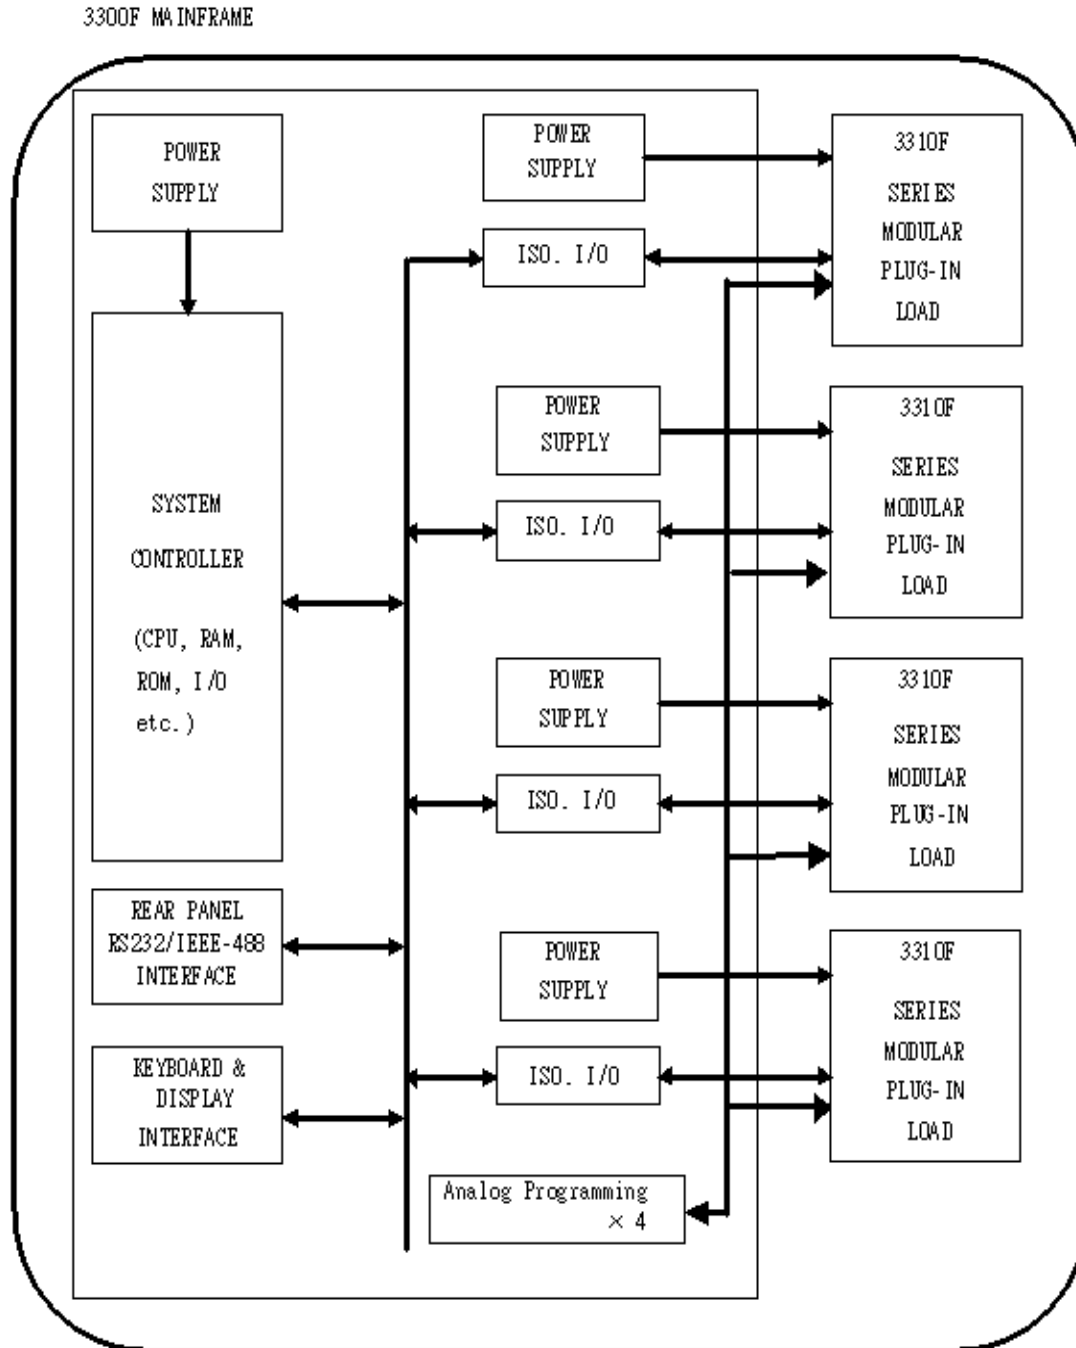 3300F MAINFRAME
POWER
SUPPLY
SYSTEM
CONTROLLER
(CPU, RAM,
ROM, I/O
etc.)
REAR PANEL
RS232/IEEE-488
INTERFACE
KEYBOARD &
DISPLAY
INTERFACE
POWER
SUPPLY
ISO. I/O
3310F
SERIES
MODULAR
PLUG-IN
LOAD
POWER
SUPPLY
ISO. I/O
3310F
SERIES
MODULAR
PLUG-IN
LOAD
POWER
SUPPLY
ISO. I/O
3310F
SERIES
MODULAR
PLUG-IN
LOAD
POWER
SUPPLY
ISO. I/O
3310F
SERIES
MODULAR
PLUG-IN
LOAD
Analog Programming
× 4